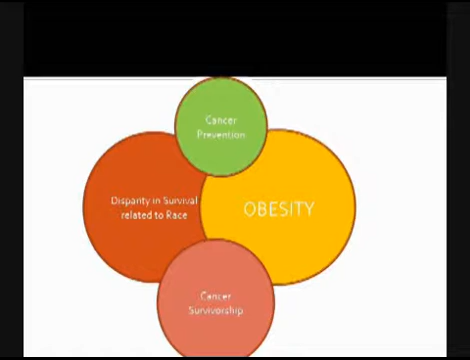 Cancer
Prevention
Disparity in Survival
related to Race
OBESITY
Cancer
Survivorship